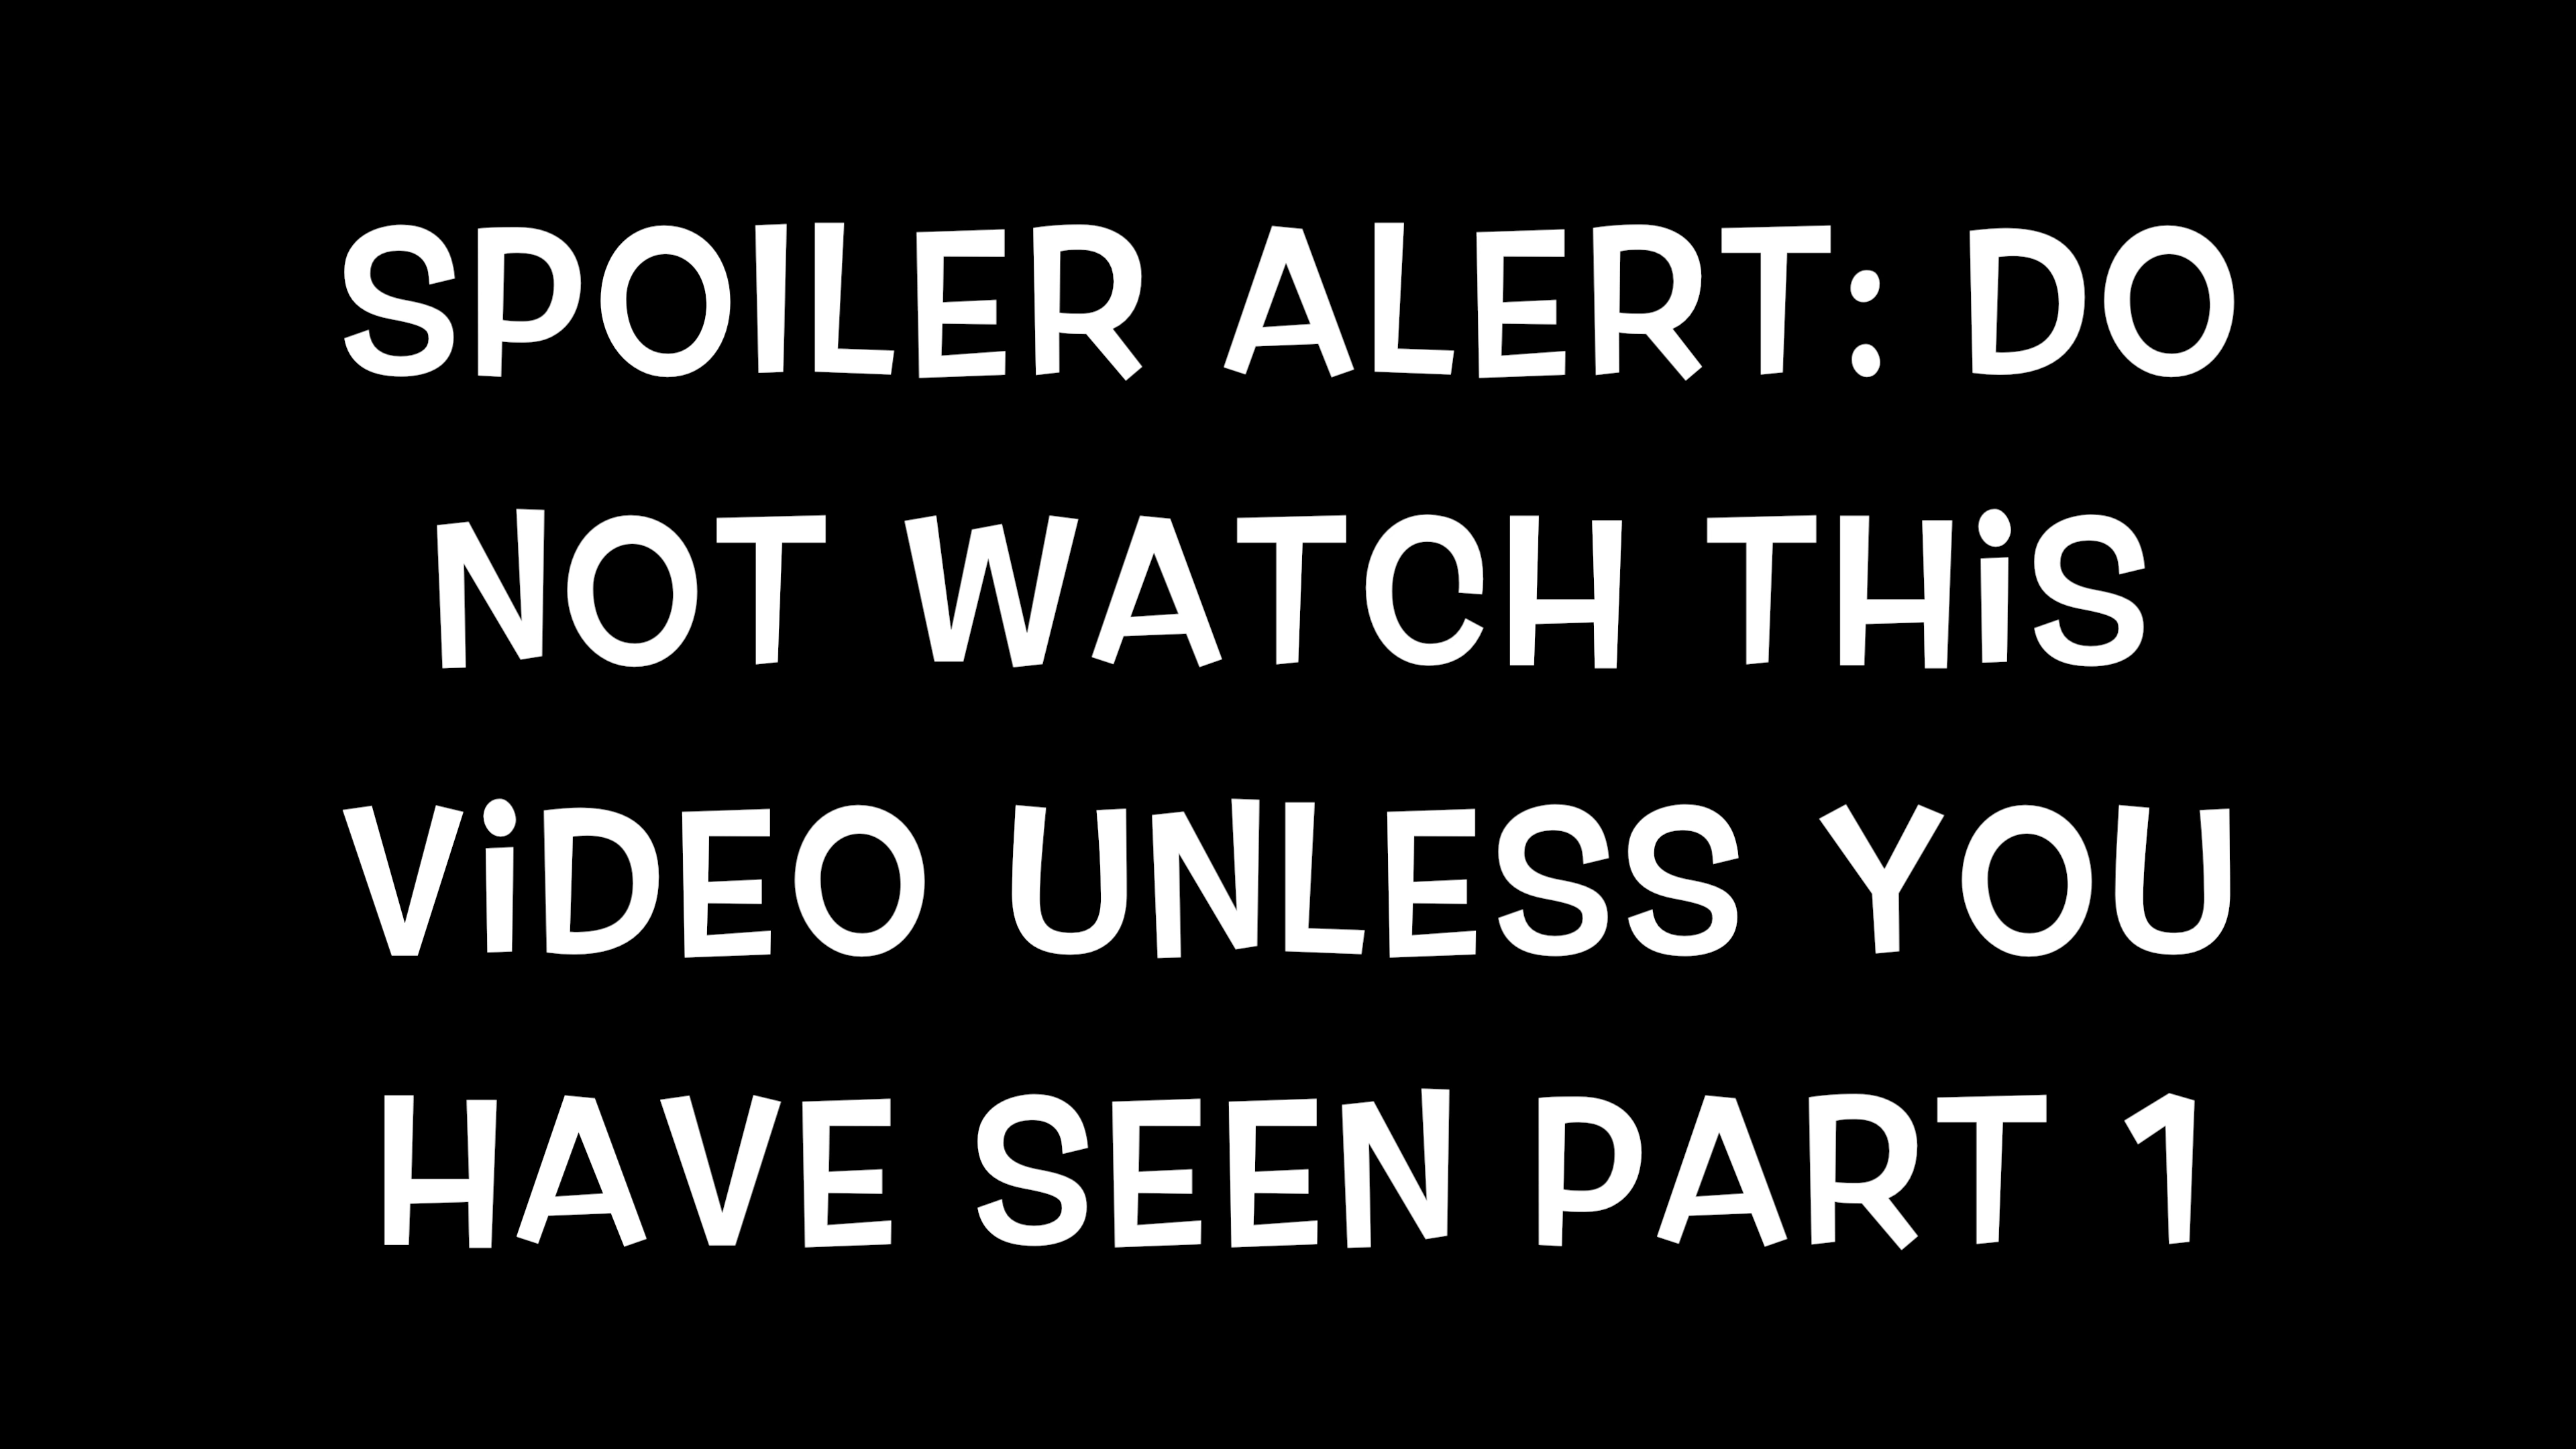 SPOILER ALERT: DO
NOT WATCH THiS
ViDEO UNLESS YOU
HAVE SEEN PART 1